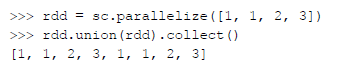 >>> rdd = sc.parallelize([1, 1, 2, 3])
>>> rdd.union(rdd).collect()
[1, 1, 2, 3, 1, 1, 2, 3]